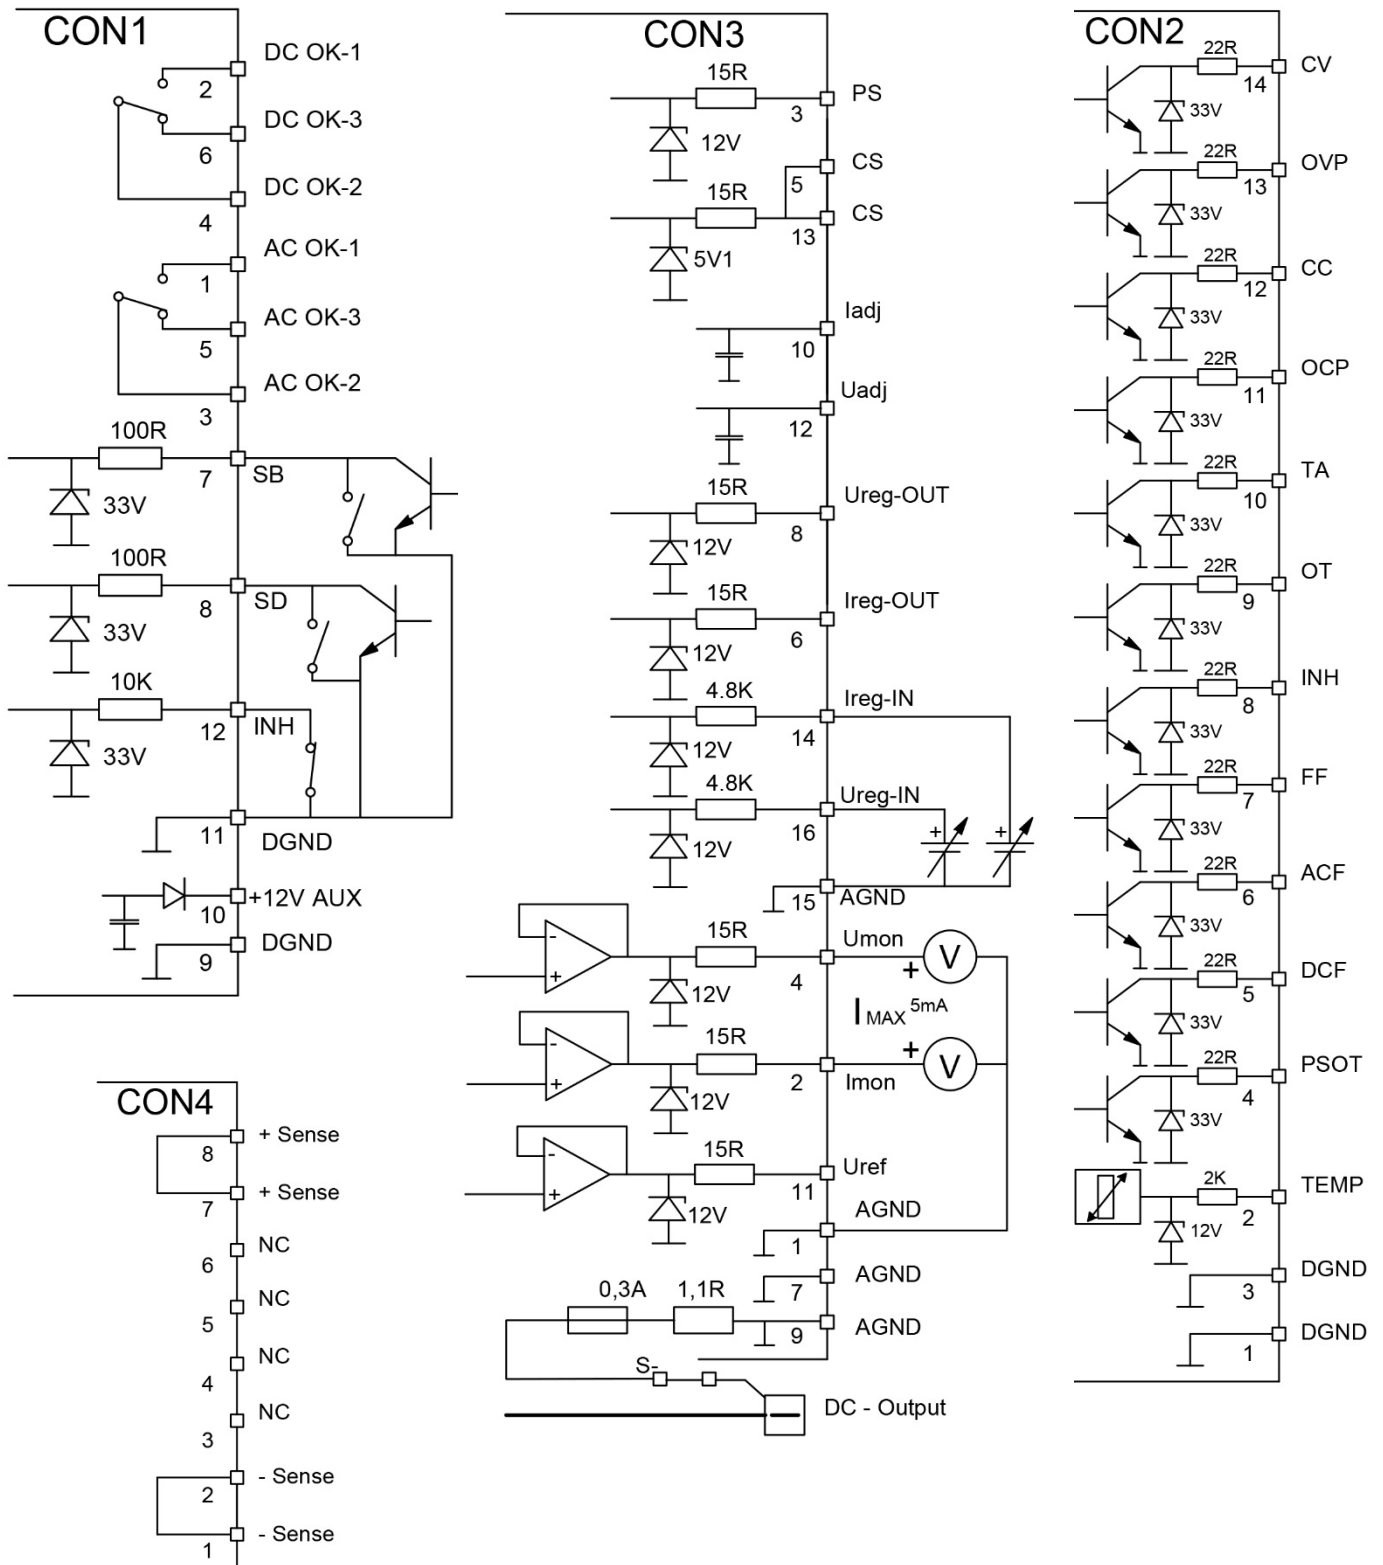 CON1
DC OK-1
2
DC OK-3
6
DC OK-2
4
AC OK-1
1
AC OK-3
5
AC OK-2
3
100R
7
SB
33V
100R
8
SD
33V
10K
12
INH
33V
11
DGND
+12V AUX
10
DGND
9
CON4
+ Sense
8
+ Sense
7
NC
6
NC
5
NC
4
NC
3
- Sense
2
- Sense
1
CON3
15R
PS
3
12V
CS
5
15R
CS
13
5V1
Iadj
10
Uadj
12
15R
Ureg-OUT
8
12V
15R
Ireg-OUT
6
12V
4.8K
Ireg-IN
14
12V
4.8K
Ureg-IN
16
12V
+
+
15
AGND
-
+
15R
Umon
4
+
V
12V
IMAX 5mA
-
+
15R
2
Imon
+
V
12V
-
+
15R
Uref
11
12V
AGND
1
AGND
7
0,3A
1,1R
AGND
9
S-
DC - Output
CON2
22R
CV
14
33V
22R
OVP
13
33V
22R
CC
12
33V
22R
OCP
11
33V
22R
TA
10
33V
22R
OT
9
33V
22R
INH
8
33V
22R
FF
7
33V
22R
ACF
6
33V
22R
DCF
5
33V
22R
PSOT
4
33V
2K
TEMP
2
12V
DGND
3
DGND
1